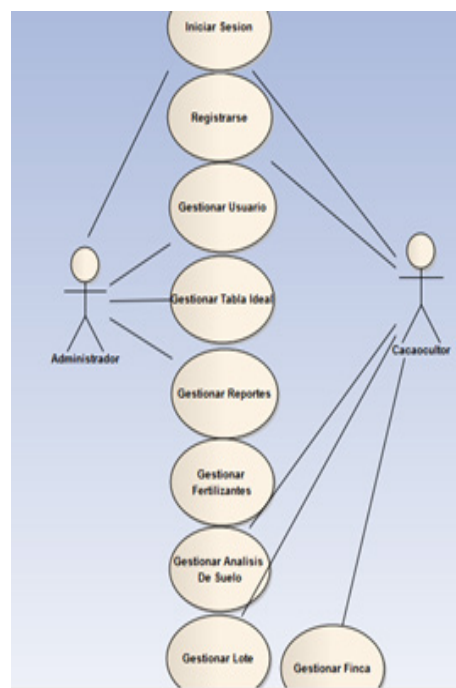 Iniciar Sesion
Registrarse
Gestionar Usuario
Gestionar Tabla Ideal
Administrador
Cacaocultor
Gestionar Reportes
Gestionar
Fertilizantes
Gestionar Analisis
De Suelo
Gestionar Lote
Gestionar Finca